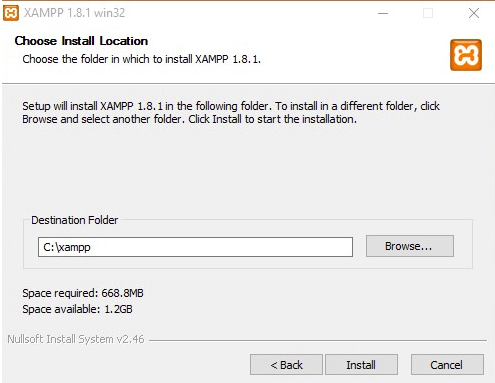 XAMPP 1.8.1 win32
Choose Install Location
Choose the folder in which to install XAMPP 1.8.1.
Setup will install XAMPP 1.8.1 in the following folder. To install in a different folder, click
Browse and select another folder. Click Install to start the installation.
Destination Folder
C:\xampp
Browse...
Space required: 668.8MB
Space available: 1.2GB
Nullsoft Install System v2.46
< Back
Install
Cancel